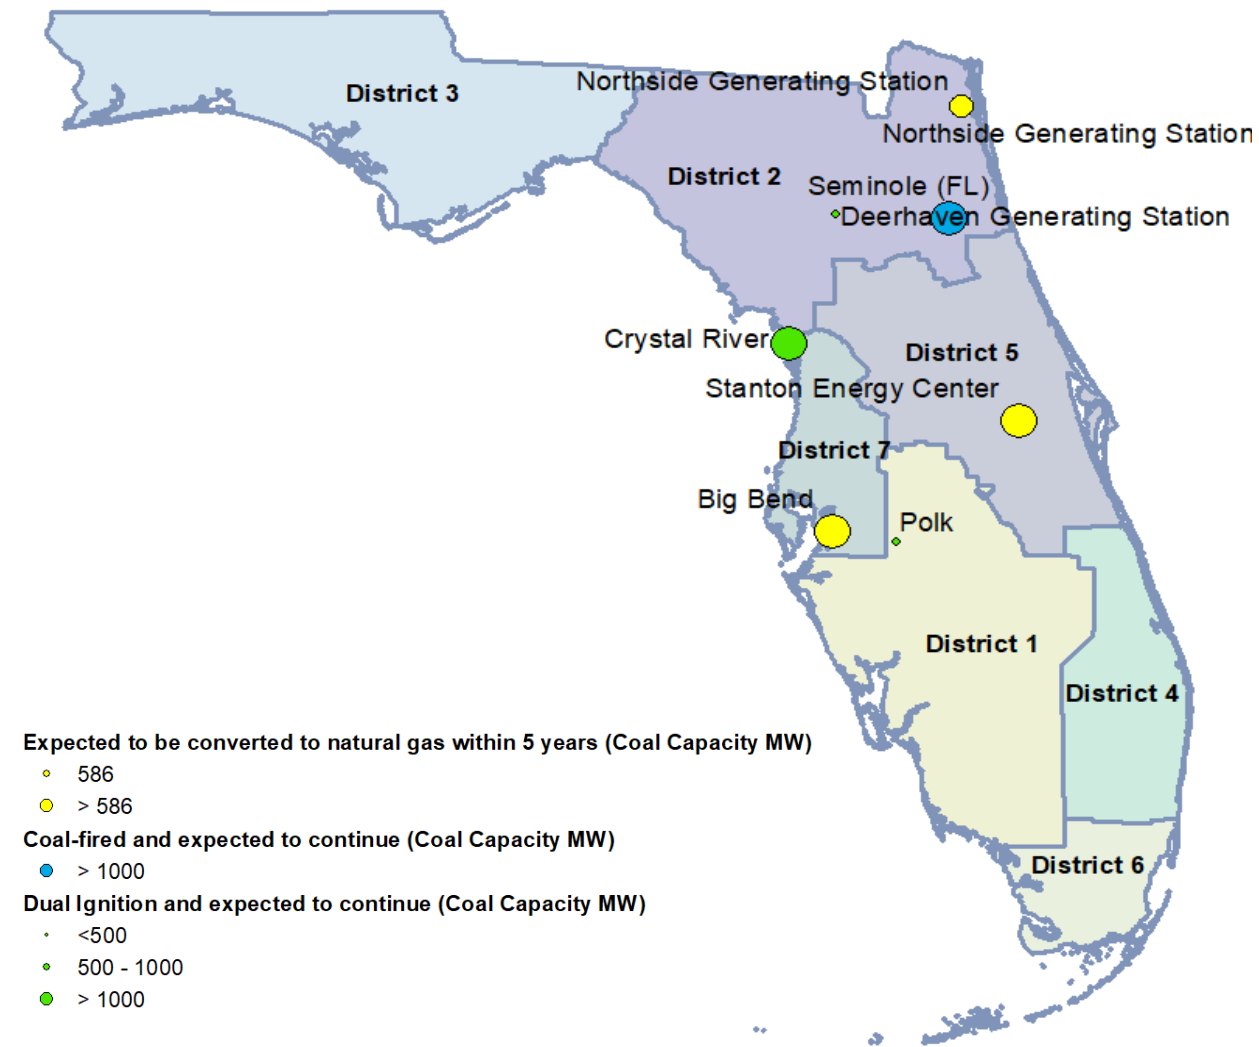 Northside Generating Station
District 3
Northside Generating Station
District 2
Seminole (FL)
Deerhaven Generating Station
Crystal River
District 5
Stanton Energy Center
District 7
Big Bend
Polk
District 1
District 4
District 6
Expected to be converted to natural gas within 5 years (Coal Capacity MW)
586
> 586
Coal-fired and expected to continue (Coal Capacity MW)
> 1000
Dual Ignition and expected to continue (Coal Capacity MW)
<500
500 - 1000
> 1000